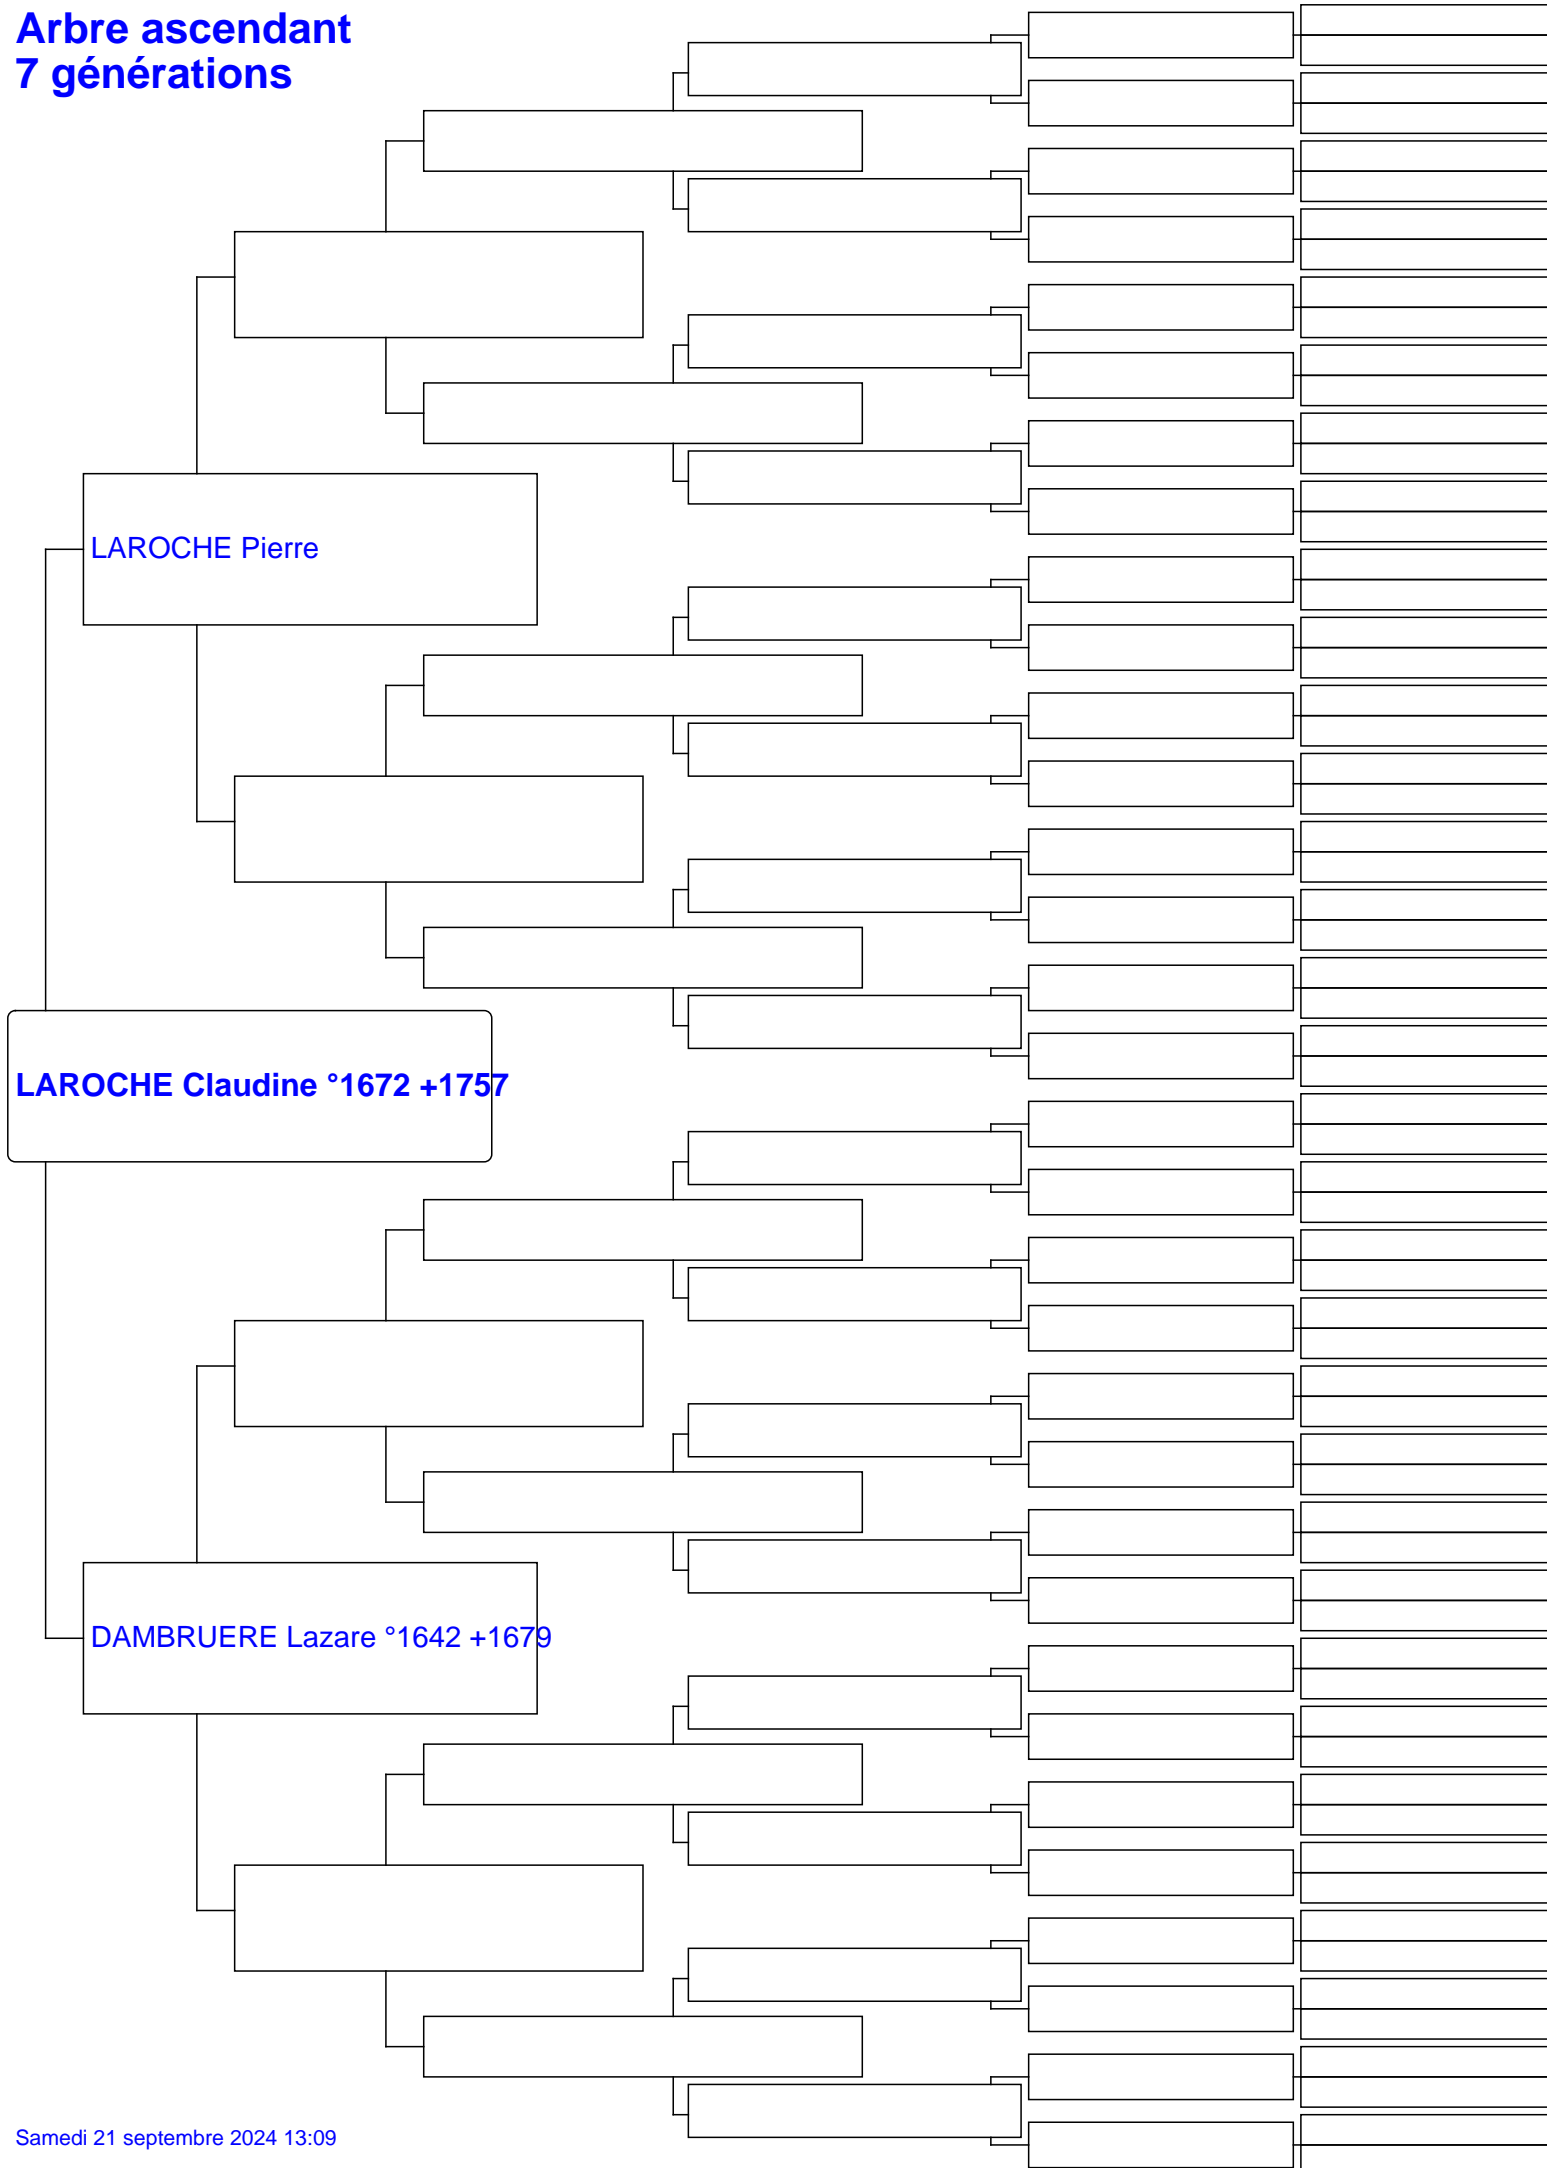 Arbre ascendant
7 générations
LAROCHE Pierre
LAROCHE Claudine °1672 +1757
DAMBRUERE Lazare °1642 +1679
Samedi 21 septembre 2024 13:09